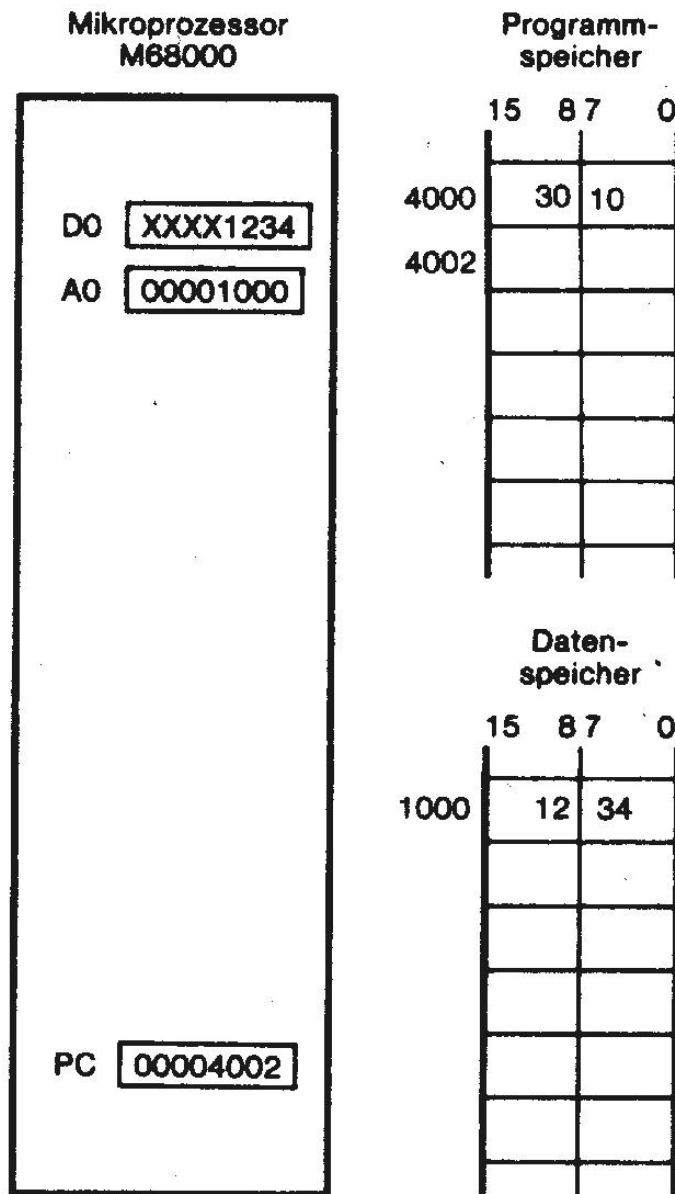 Mikroprozessor
M68000
D0 XXXX1234
A0 00001000
PC 00004002
Programm-
speicher
15 8 7 0
4000 30 10
4002
Daten-
speicher
15 8 7 0
1000 12 34